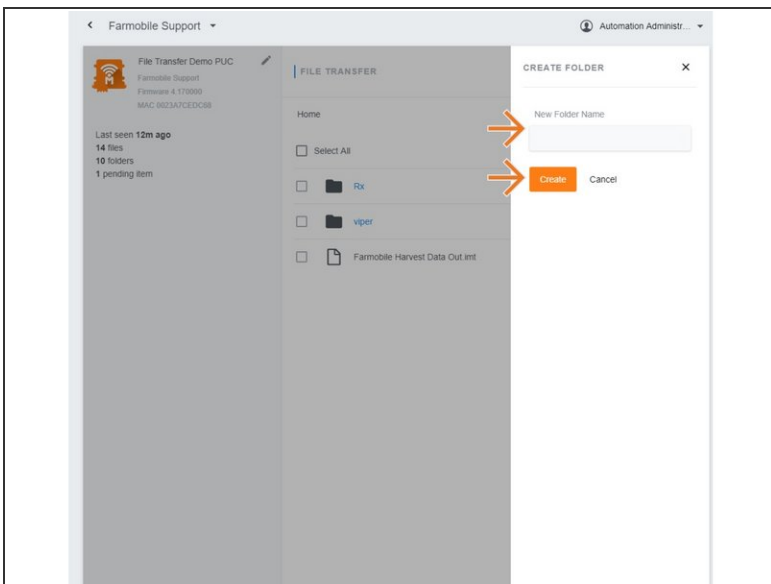 Farmobile Support
Automation Administr...
File Transfer Demo PUC
Farmobile Support
Firmware 4.170000
MAC 0023A7CEDC68
Last seen 12m ago
14 files
10 folders
1 pending item
FILE TRANSFER
Home
Select All
Rx
viper
Farmobile Harvest Data Out.imt
CREATE FOLDER
New Folder Name
Create
Cancel